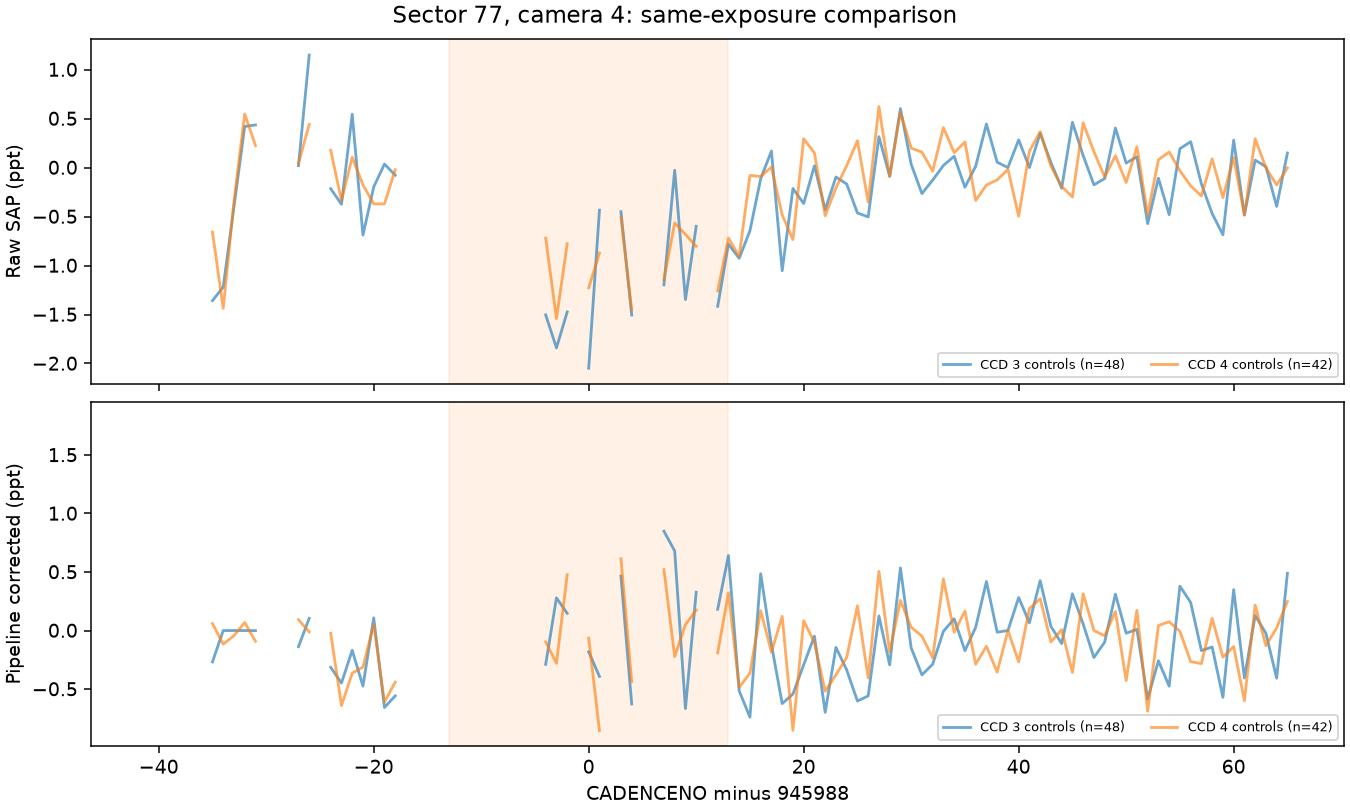 Sector 77, camera 4: same-exposure comparison
Raw SAP (ppt)
1.0
0.5
0.0
−0.5
−1.0
−1.5
−2.0
CCD 3 controls (n=48) CCD 4 controls (n=42)
Pipeline corrected (ppt)
1.5
1.0
0.5
0.0
−0.5
CCD 3 controls (n=48) CCD 4 controls (n=42)
−40 −20 0 20 40 60
CADENCENO minus 945988